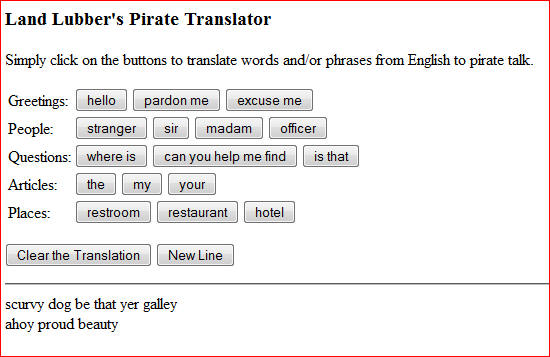 Land Lubber's Pirate Translator
Simply click on the buttons to translate words and/or phrases from English to pirate talk.
Greetings: hello pardon me excuse me
People: stranger sir madam officer
Questions: where is can you help me find is that
Articles: the my your
Places: restroom restaurant hotel
Clear the Translation New Line
scurvy dog be that yer galley
ahoy proud beauty